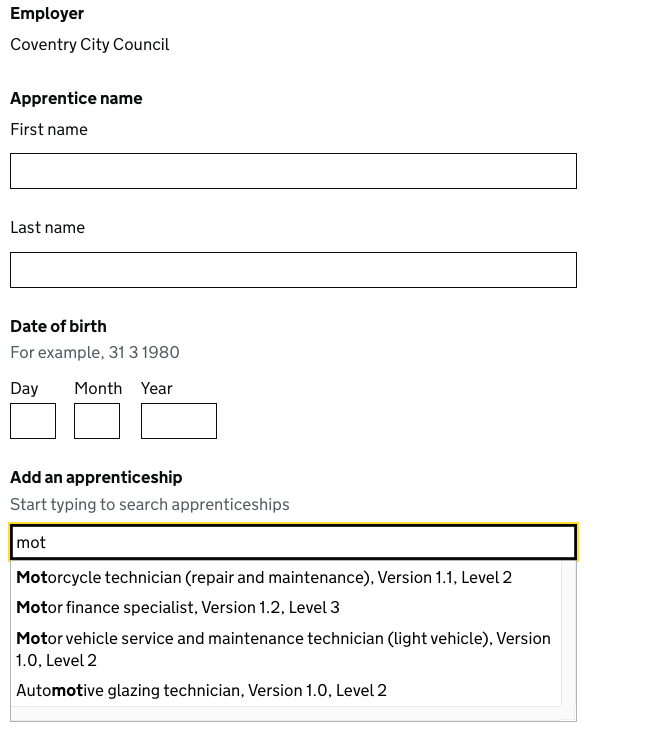 Employer
Coventry City Council
Apprentice name
First name
Last name
Date of birth
For example, 31 3 1980
Day Month Year
Add an apprenticeship
Start typing to search apprenticeships
mot
Motorcycle technician (repair and maintenance), Version 1.1, Level 2
Motor finance specialist, Version 1.2, Level 3
Motor vehicle service and maintenance technician (light vehicle), Version
1.0, Level 2
Automotive glazing technician, Version 1.0, Level 2